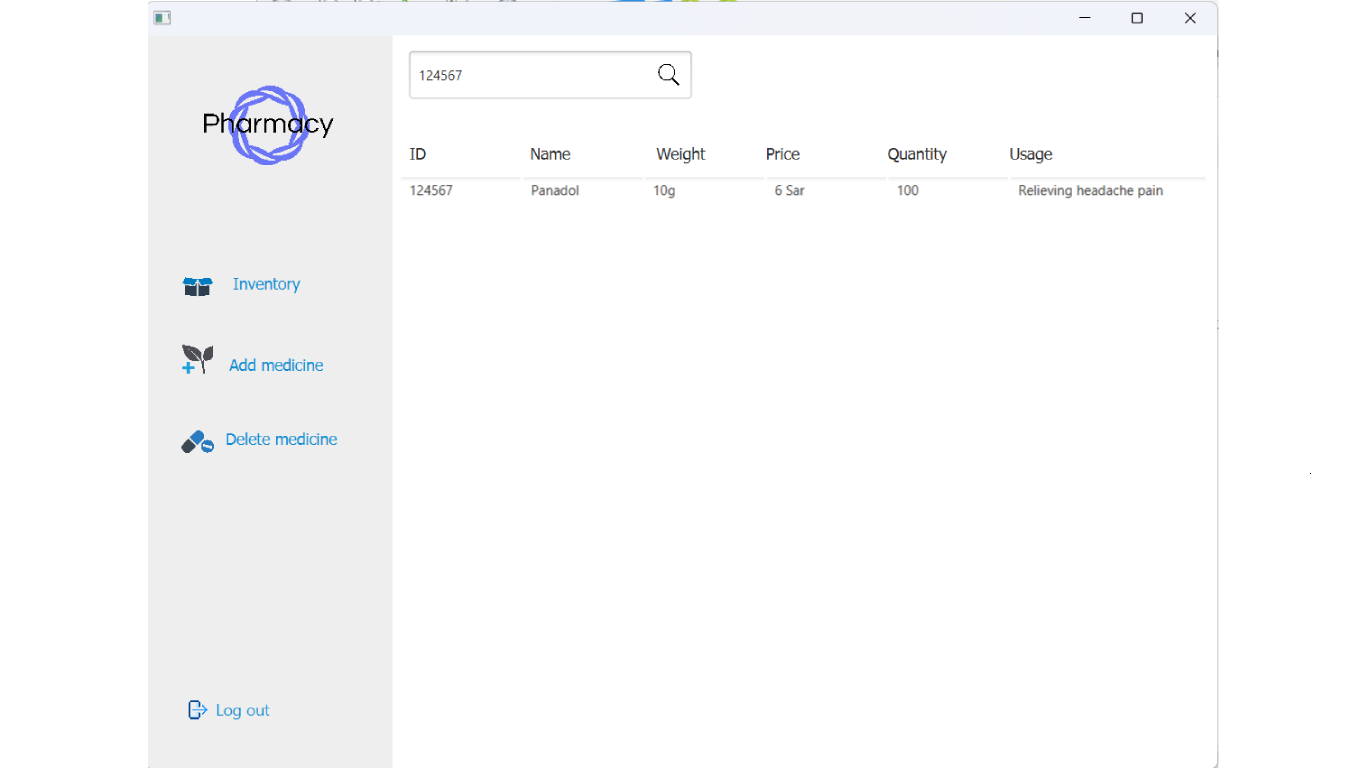 Pharmacy
124567
ID Name Weight Price Quantity Usage
124567 Panadol 10g 6 Sar 100 Relieving headache pain
Inventory
Add medicine
Delete medicine
Log out